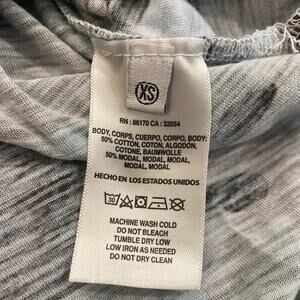 XS
RN : 66170 CA : 32054
BODY, CORPS, CUERPO, CORPO, BODY:
50% COTTON, COTON, ALGODÓN,
COTONE, BAUMWOLLE
50% MODAL, MODAL, MODAL,
MODAL, MODAL
HECHO EN LOS ESTADOS UNIDOS
30
MACHINE WASH COLD
DO NOT BLEACH
TUMBLE DRY LOW
LOW IRON AS NEEDED
DO NOT DRY CLEAN